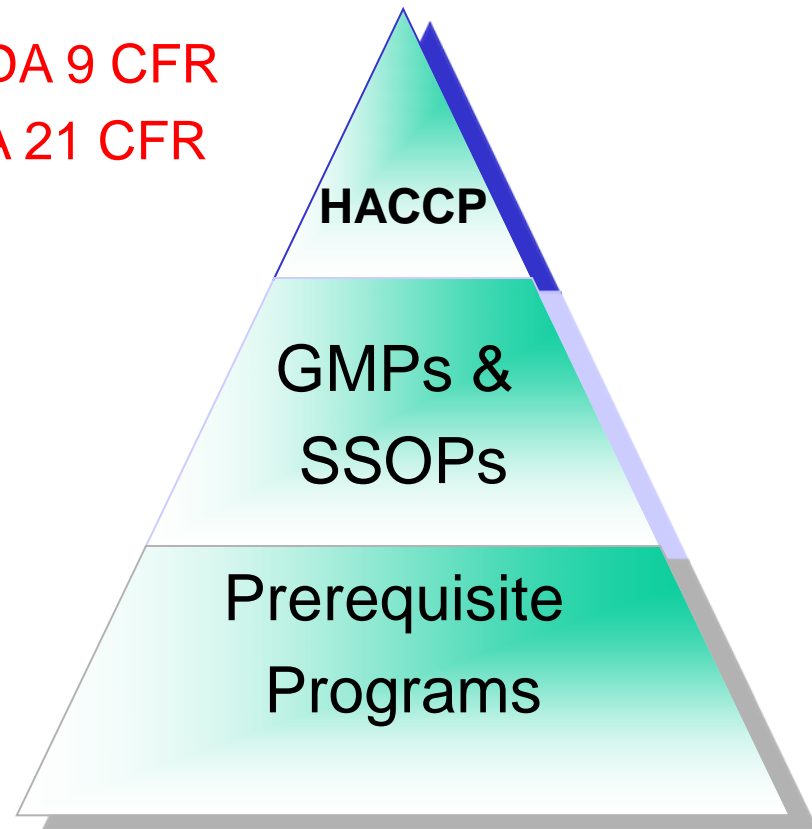 DA 9 CFR
A 21 CFR
HACCP
GMPs &
SSOPs
Prerequisite
Programs